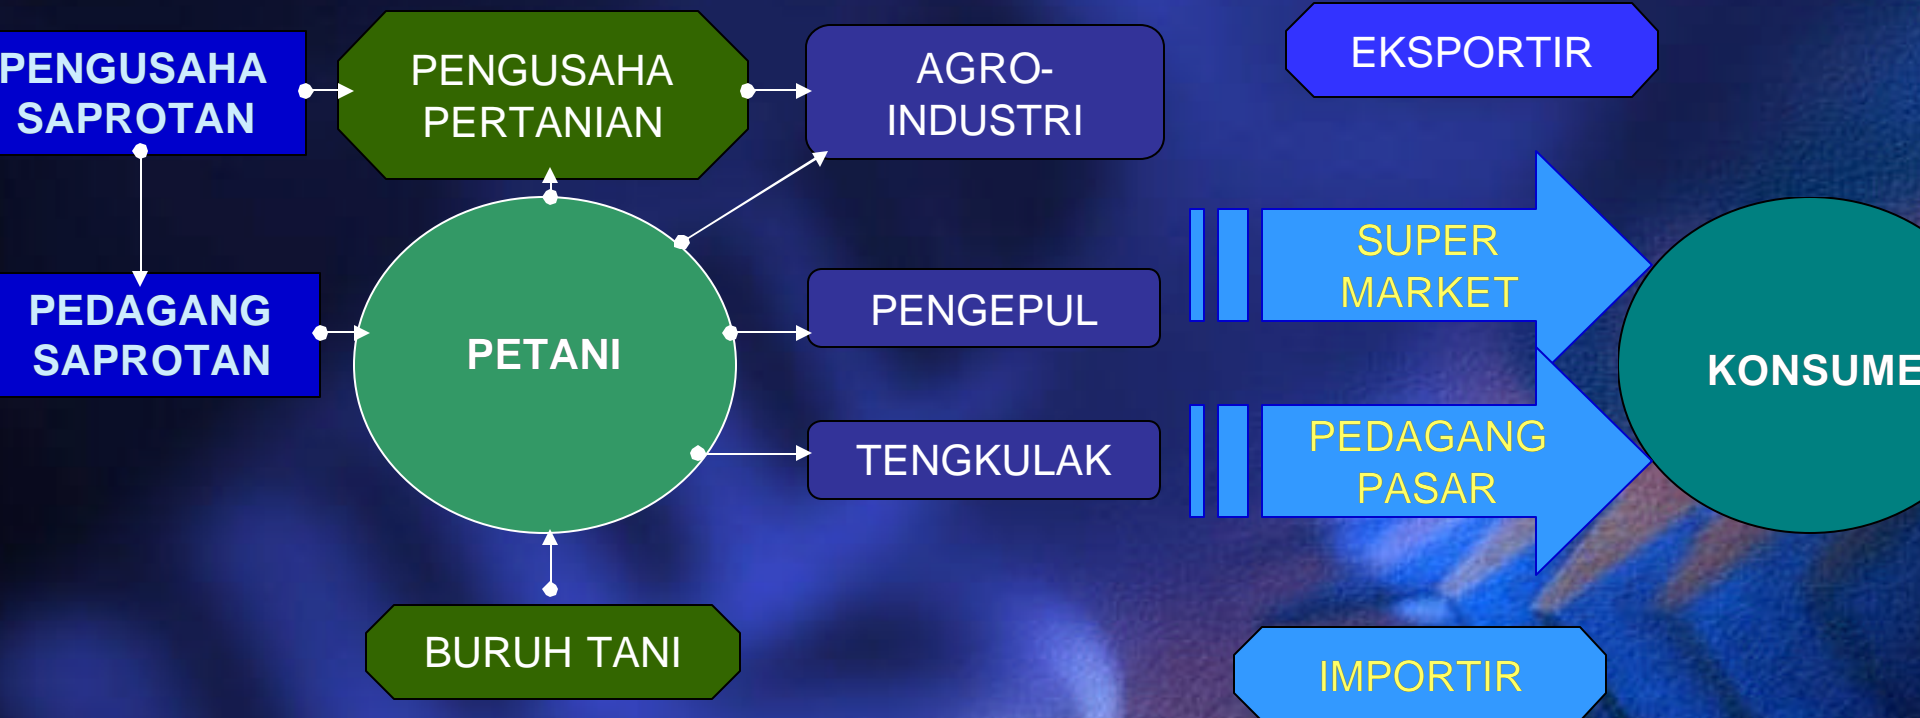 PENGUSAHA
SAPROTAN
PENGUSAHA
PERTANIAN
AGRO-
INDUSTRI
EKSPORTIR
SUPER
MARKET
PEDAGANG
SAPROTAN
PETANI
PENGEPUL
KONSUME
TENGKULAK
PEDAGANG
PASAR
BURUH TANI
IMPORTIR